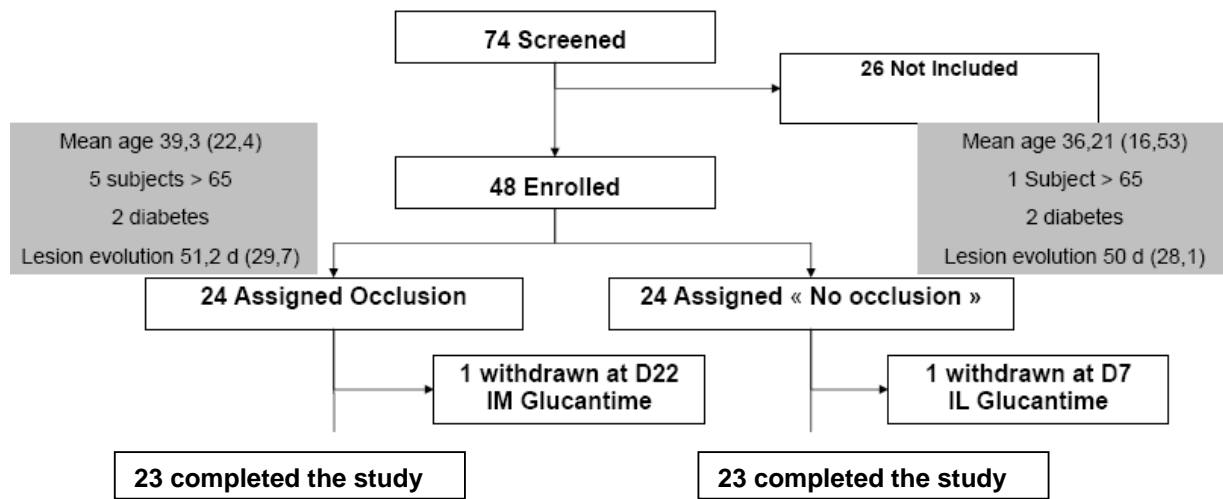 74 Screened
26 Not Included
Mean age 39,3 (22,4)
5 subjects > 65
2 diabetes
Lesion evolution 51,2 d (29,7)
Mean age 36,21 (16,53)
1 Subject > 65
2 diabetes
Lesion evolution 50 d (28,1)
48 Enrolled
24 Assigned Occlusion
24 Assigned « No occlusion »
1 withdrawn at D22
IM Glucantime
1 withdrawn at D7
IL Glucantime
23 completed the study
23 completed the study